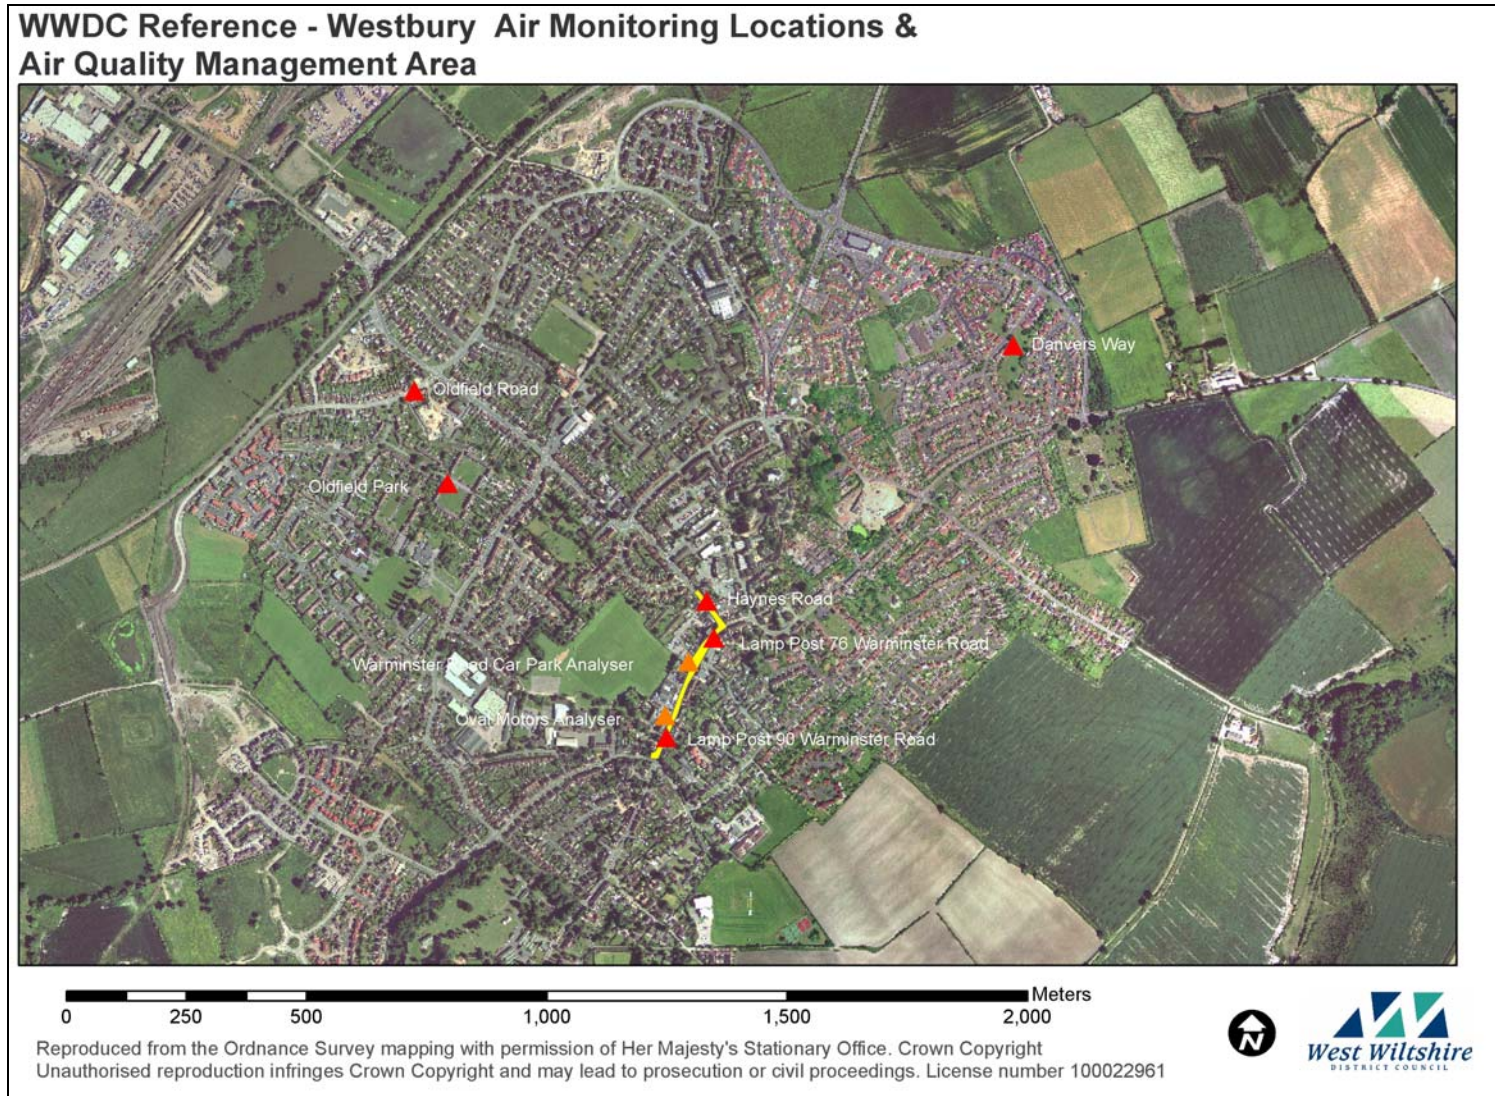 WWDC Reference - Westbury Air Monitoring Locations &
Air Quality Management Area
Danvers Way
Oldfield Road
Oldfield Park
Haynes Road
Lamp Post 76 Warminster Road
Warminster Road Car Park Analyser
Oval Motors Analyser
Lamp Post 90 Warminster Road
Meters
0 250 500 1,000 1,500 2,000
Reproduced from the Ordnance Survey mapping with permission of Her Majesty's Stationary Office. Crown Copyright
Unauthorised reproduction infringes Crown Copyright and may lead to prosecution or civil proceedings. License number 100022961
N
West Wiltshire
DISTRICT COUNCIL